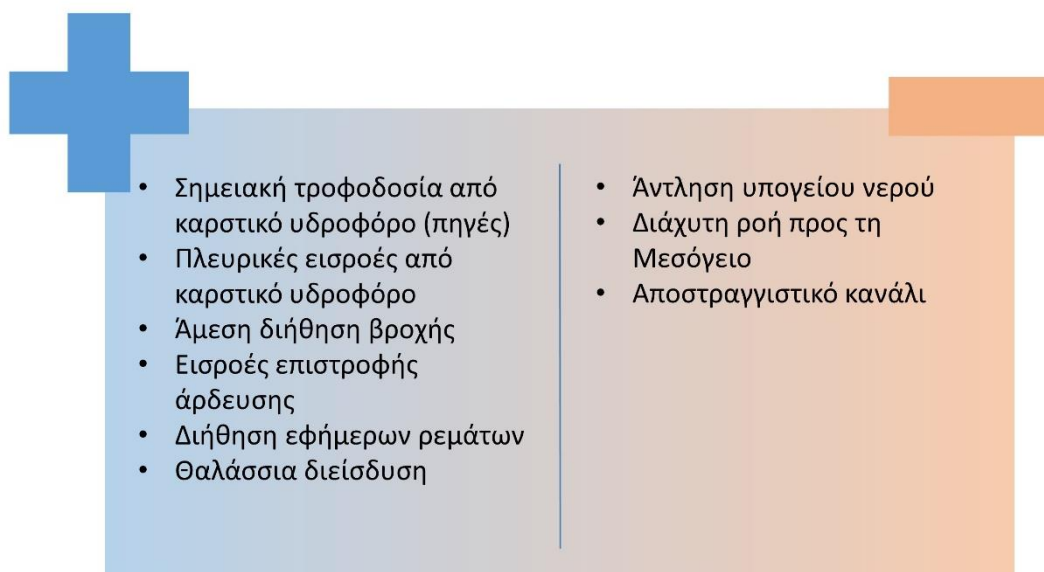 • Σημειακή τροφοδοσία από
καρστικό υδροφόρο (πηγές)
• Πλευρικές εισροές από
καρστικό υδροφόρο
• Άμεση διήθηση βροχής
• Εισροές επιστροφής
άρδευσης
• Διήθηση εφήμερων ρεμάτων
• Θαλάσσια διείσδυση
• Άντληση υπογείου νερού
• Διάχυτη ροή προς τη
Μεσόγειο
• Αποστραγγιστικό κανάλι